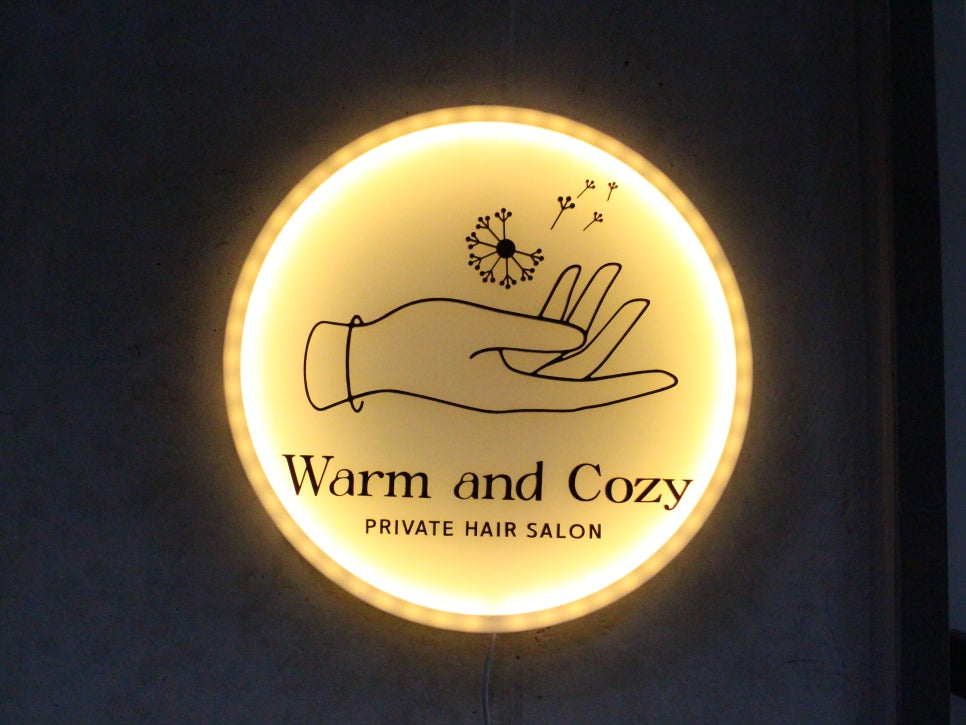 Warm and Cozy
PRIVATE HAIR SALON